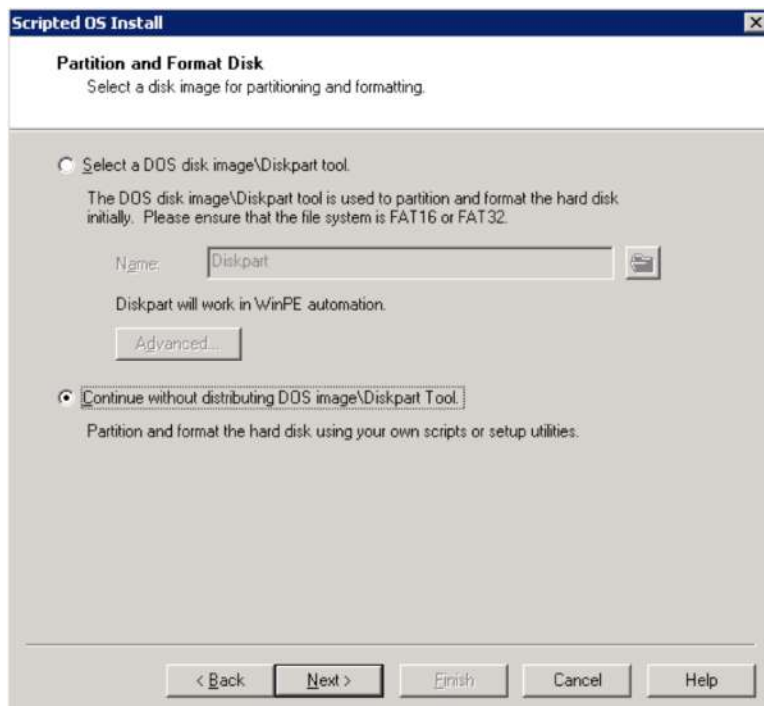 Scripted OS Install
Partition and Format Disk
Select a disk image for partitioning and formatting.
Select a DOS disk image\Diskpart tool.
The DOS disk image\Diskpart tool is used to partition and format the hard disk
initially. Please ensure that the file system is FAT16 or FAT32.
Name: Diskpart
Diskpart will work in WinPE automation.
Advanced...
Continue without distributing DOS image\Diskpart Tool.
Partition and format the hard disk using your own scripts or setup utilities.
< Back Next > Finish Cancel Help